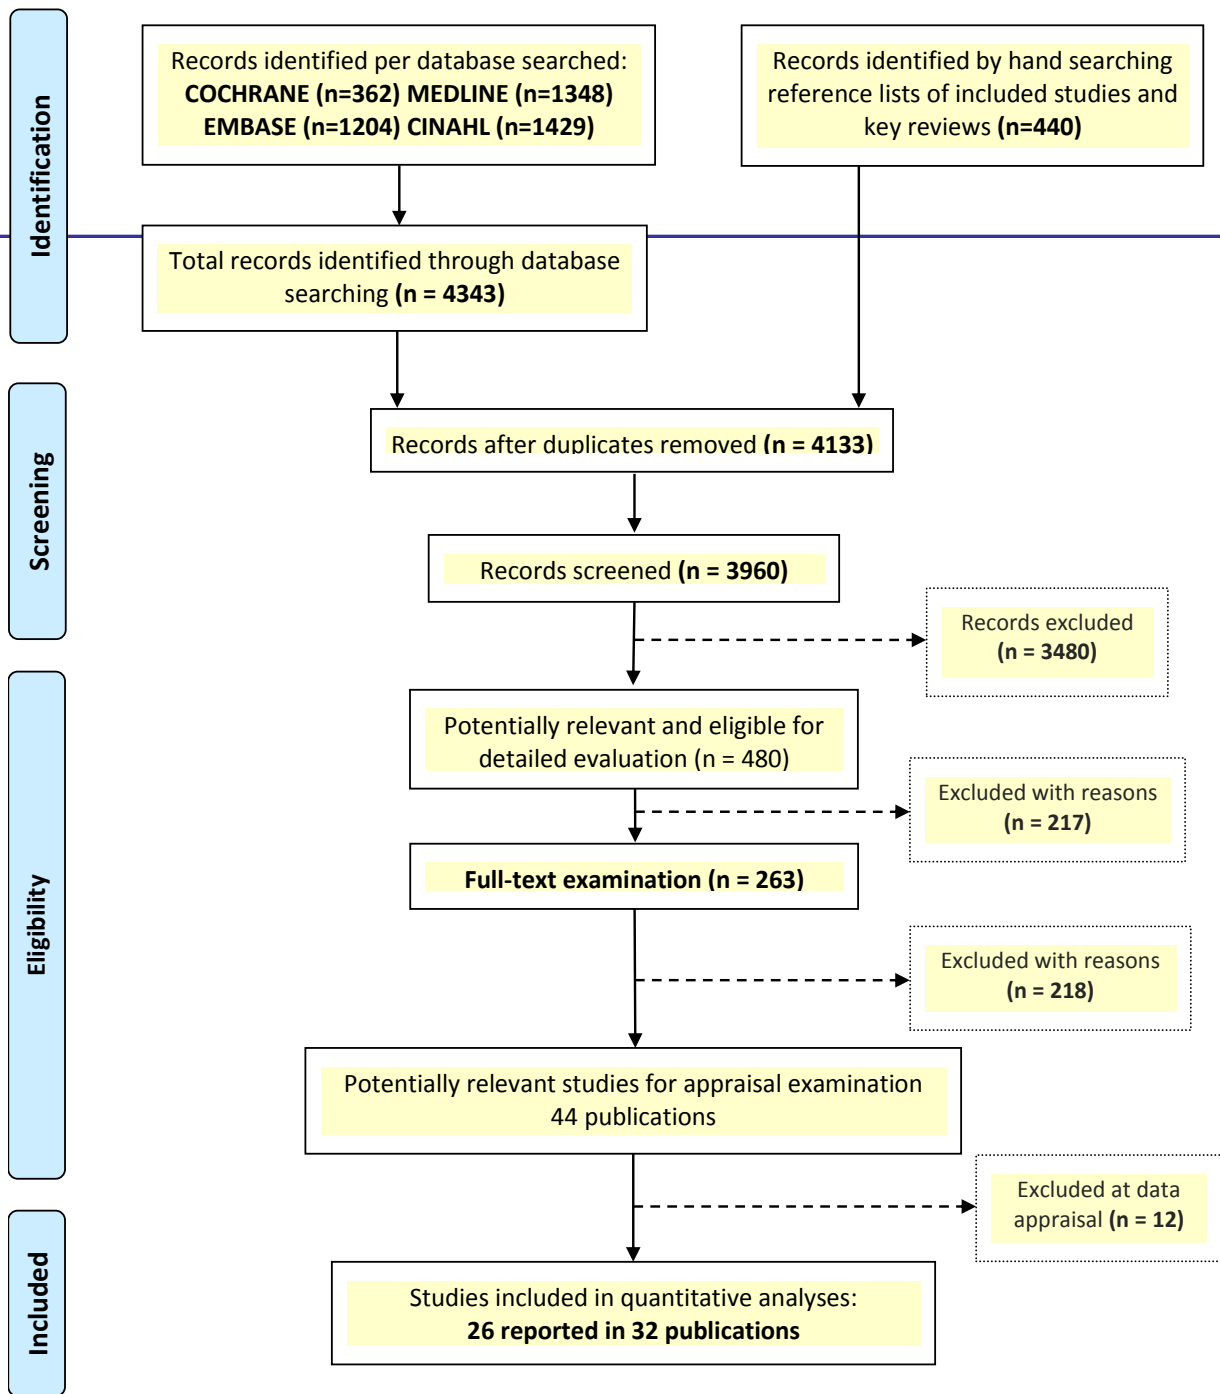 Identification
Records identified per database searched:
COCHRANE (n=362) MEDLINE (n=1348)
EMBASE (n=1204) CINAHL (n=1429)
Records identified by hand searching
reference lists of included studies and
key reviews (n=440)
Total records identified through database
searching (n = 4343)
Screening
Records after duplicates removed (n = 4133)
Records screened (n = 3960)
Records excluded
(n = 3480)
Eligibility
Potentially relevant and eligible for
detailed evaluation (n = 480)
Excluded with reasons
(n = 217)
Full-text examination (n = 263)
Excluded with reasons
(n = 218)
Potentially relevant studies for appraisal examination
44 publications
Excluded at data
appraisal (n = 12)
Included
Studies included in quantitative analyses:
26 reported in 32 publications